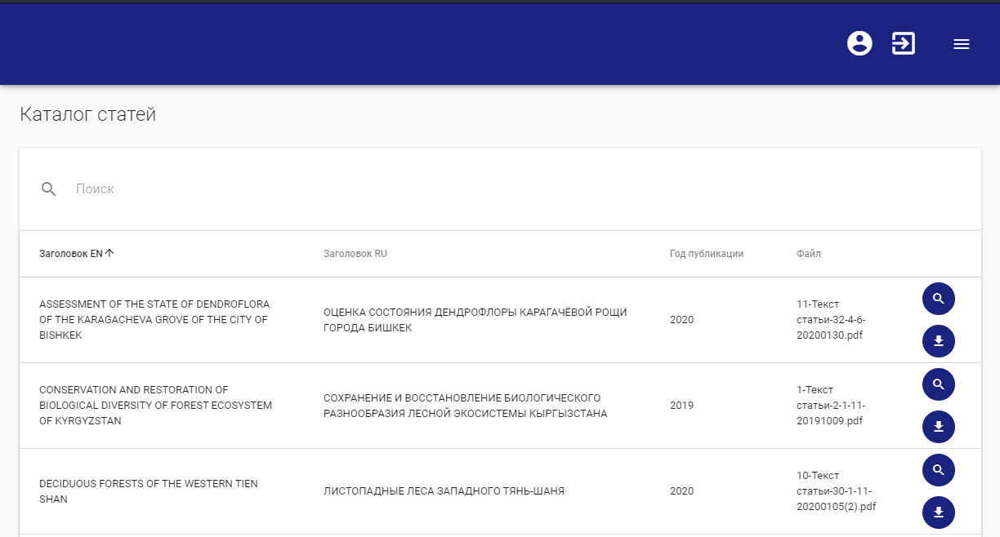 Каталог статей
Поиск
Заголовок EN
Заголовок RU
Год публикации
Файл
ASSESSMENT OF THE STATE OF DENDROFLORA
OF THE KARAGACHEVA GROVE OF THE CITY OF
BISHKEK
ОЦЕНКА СОСТОЯНИЯ ДЕНДРОФЛОРЫ КАРАГАЧЁВОЙ РОЩИ
ГОРОДА БИШКЕК
2020
11-Текст
статьи-32-4-6-
20200130.pdf
CONSERVATION AND RESTORATION OF
BIOLOGICAL DIVERSITY OF FOREST ECOSYSTEM
OF KYRGYZSTAN
СОХРАНЕНИЕ И ВОССТАНОВЛЕНИЕ БИОЛОГИЧЕСКОГО
РАЗНООБРАЗИЯ ЛЕСНОЙ ЭКОСИСТЕМЫ КЫРГЫЗСТАНА
2019
1-Текст
статьи-2-1-11-
20191009.pdf
DECIDUOUS FORESTS OF THE WESTERN TIEN
SHAN
ЛИСТОПАДНЫЕ ЛЕСА ЗАПАДНОГО ТЯНЬ-ШАНЯ
2020
10-Текст
статьи-30-1-11-
20200105(2).pdf